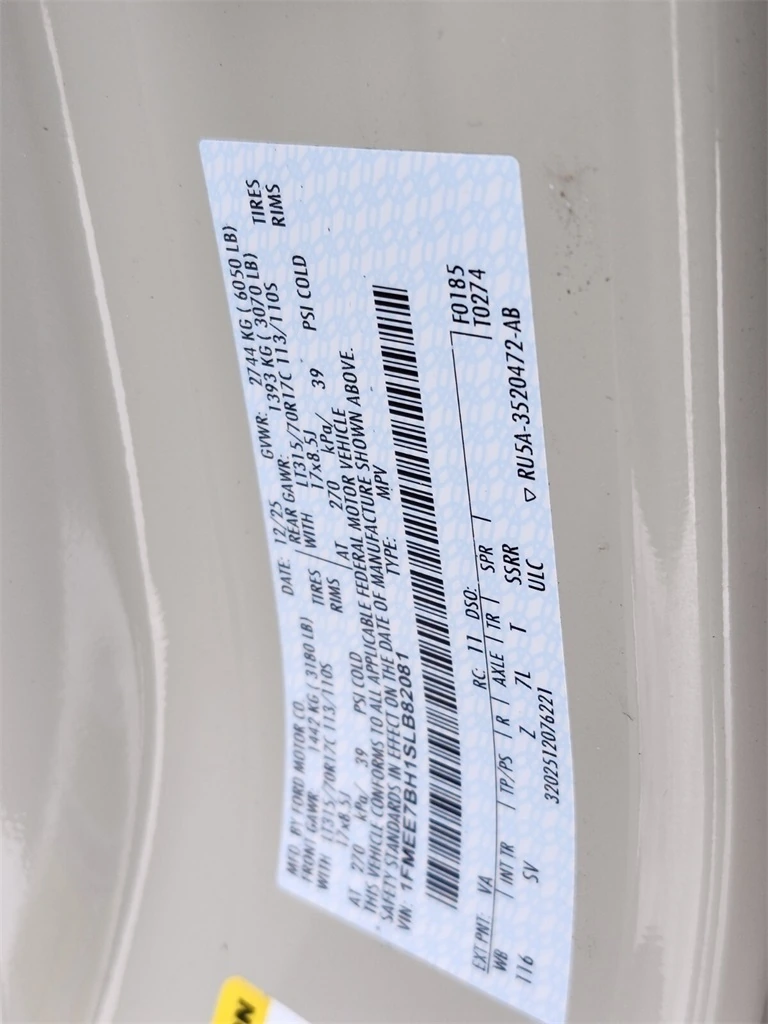 MFD. BY FORD MOTOR CO.
DATE: 12/25 GVWR: 2744 KG ( 6050 LB)
FRONT GAWR: 1442 KG ( 3180 LB) REAR GAWR: 1393 KG ( 3070 LB)
WITH LT315/70R17C 113/110S TIRES WITH LT315/70R17C 113/110S TIRES
17x8.5J RIMS 17x8.5J RIMS
AT 270 kPa/ 39 PSI COLD AT 270 kPa/ 39 PSI COLD
THIS VEHICLE CONFORMS TO ALL APPLICABLE FEDERAL MOTOR VEHICLE
SAFETY STANDARDS IN EFFECT ON THE DATE OF MANUFACTURE SHOWN ABOVE.
VIN: 1FMEE7BH1SLB82081 TYPE: MPV
F0185
T0274
EXT PNT: VA RC: 11 DSO:
WB INT TR TP/PS R AXLE TR SPR
116 5V Z 7L T 5SRR
ULC ▽ RU5A-3520472-AB
3202512076221
ON